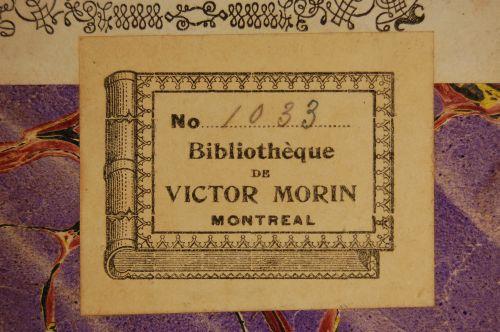 No 1033
Bibliothèque
DE
VICTOR MORIN
MONTREAL